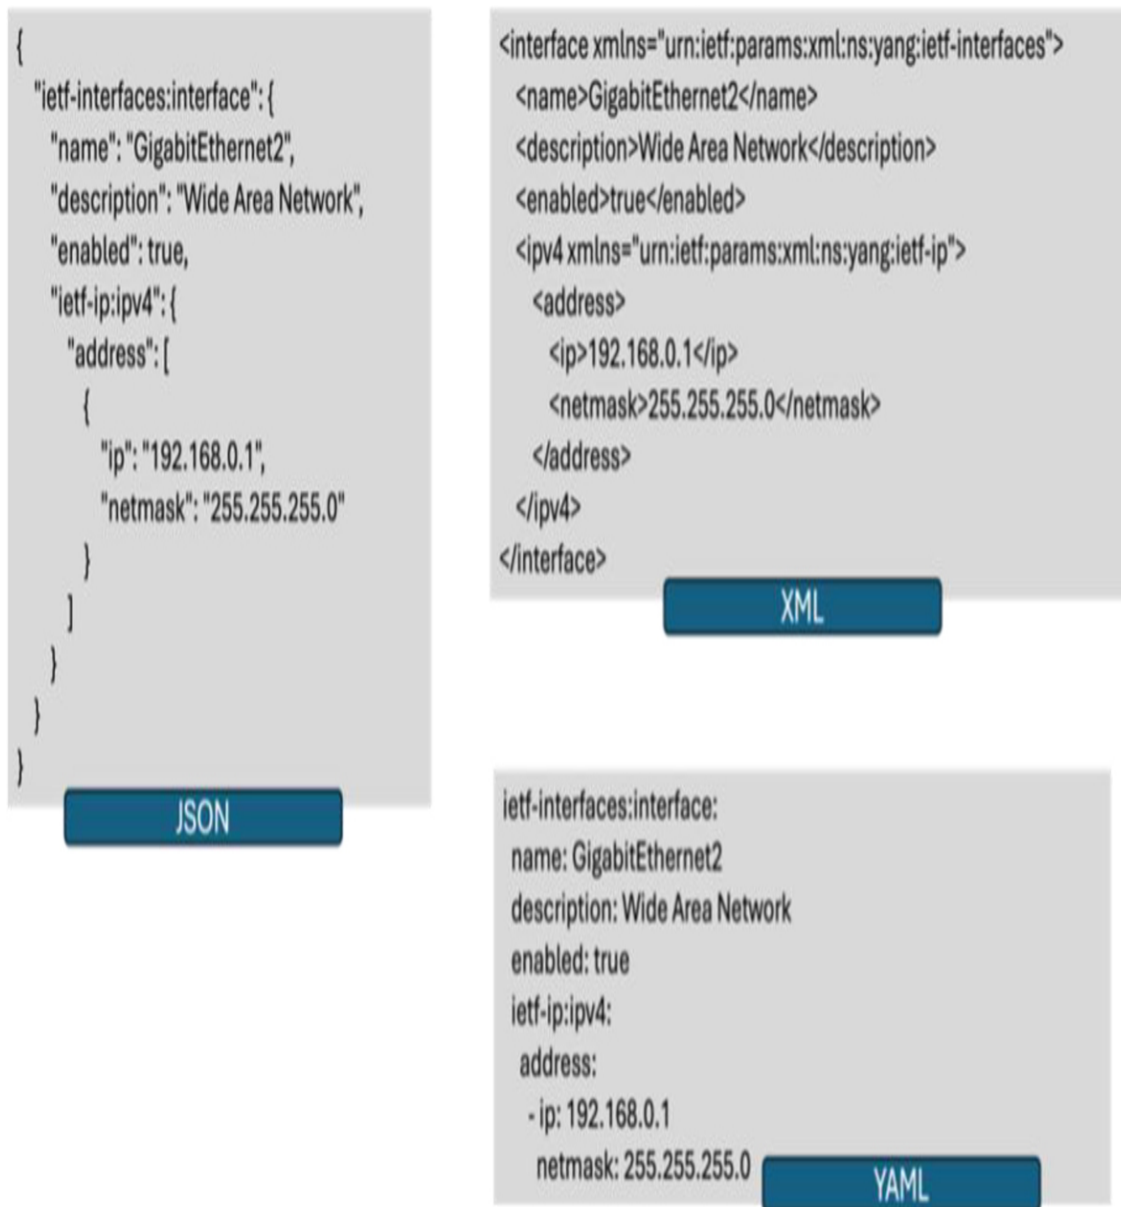 {
"ietf-interfaces:interface": {
"name": "GigabitEthernet2",
"description": "Wide Area Network",
"enabled": true,
"ietf-ip:ipv4": {
"address": [
{
"ip": "192.168.0.1",
"netmask": "255.255.255.0"
}
]
}
}
}
JSON
<interface xmlns="urn:ietf:params:xml:ns:yang:ietf-interfaces">
<name>GigabitEthernet2</name>
<description>Wide Area Network</description>
<enabled>true</enabled>
<ipv4 xmlns="urn:ietf:params:xml:ns:yang:ietf-ip">
<address>
<ip>192.168.0.1</ip>
<netmask>255.255.255.0</netmask>
</address>
</ipv4>
</interface>
XML
ietf-interfaces:interface:
name: GigabitEthernet2
description: Wide Area Network
enabled: true
ietf-ip:ipv4:
address:
- ip: 192.168.0.1
netmask: 255.255.255.0
YAML